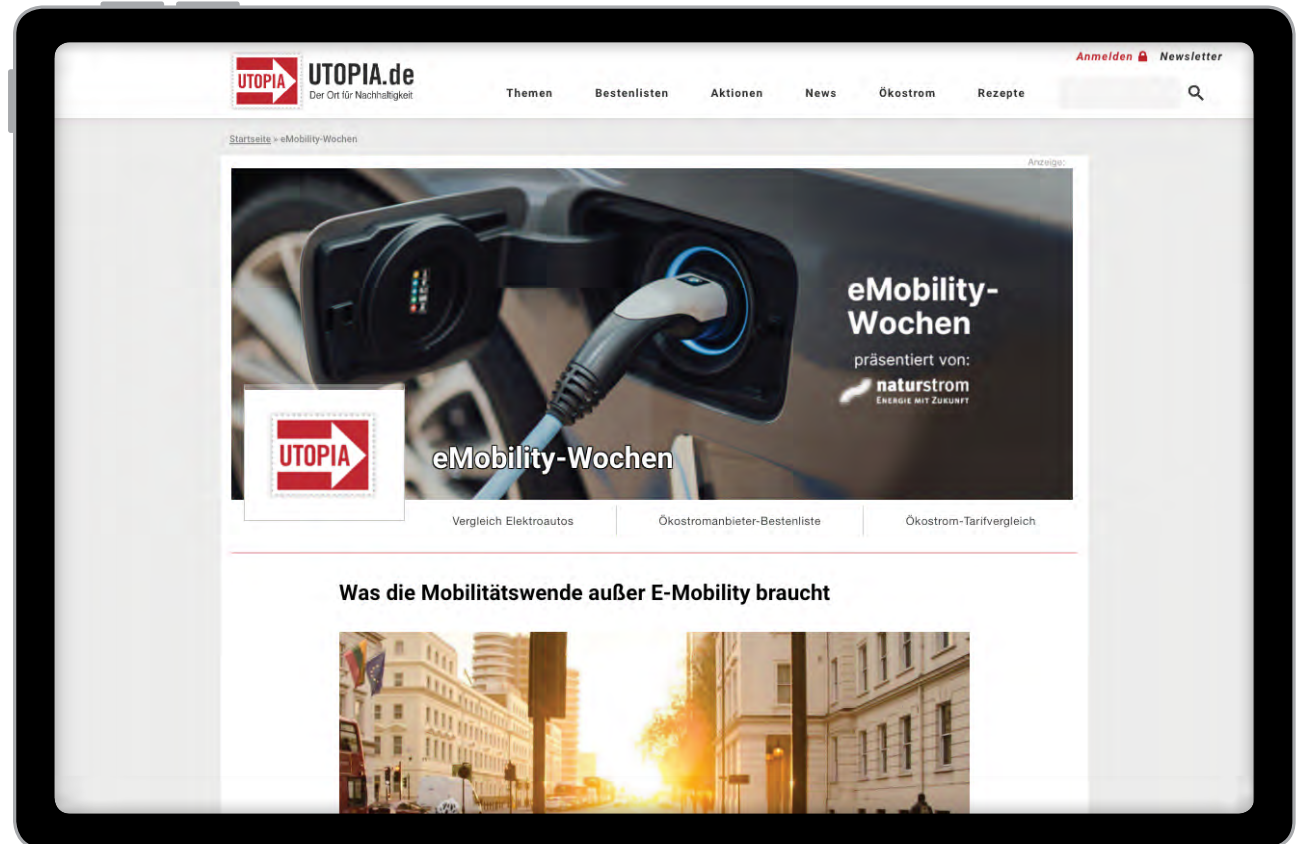 Anmelden Newsletter
UTOPIA
UTOPIA.de
Der Ort für Nachhaltigkeit
Themen Bestenlisten Aktionen News Ökostrom Rezepte
Startseite » eMobility-Wochen
Anzeige:
eMobility-
Wochen
präsentiert von:
naturstrom
ENERGIE MIT ZUKUNFT
UTOPIA
eMobility-Wochen
Vergleich Elektroautos Ökostromanbieter-Bestenliste Ökostrom-Tarifvergleich
Was die Mobilitätswende außer E-Mobility braucht